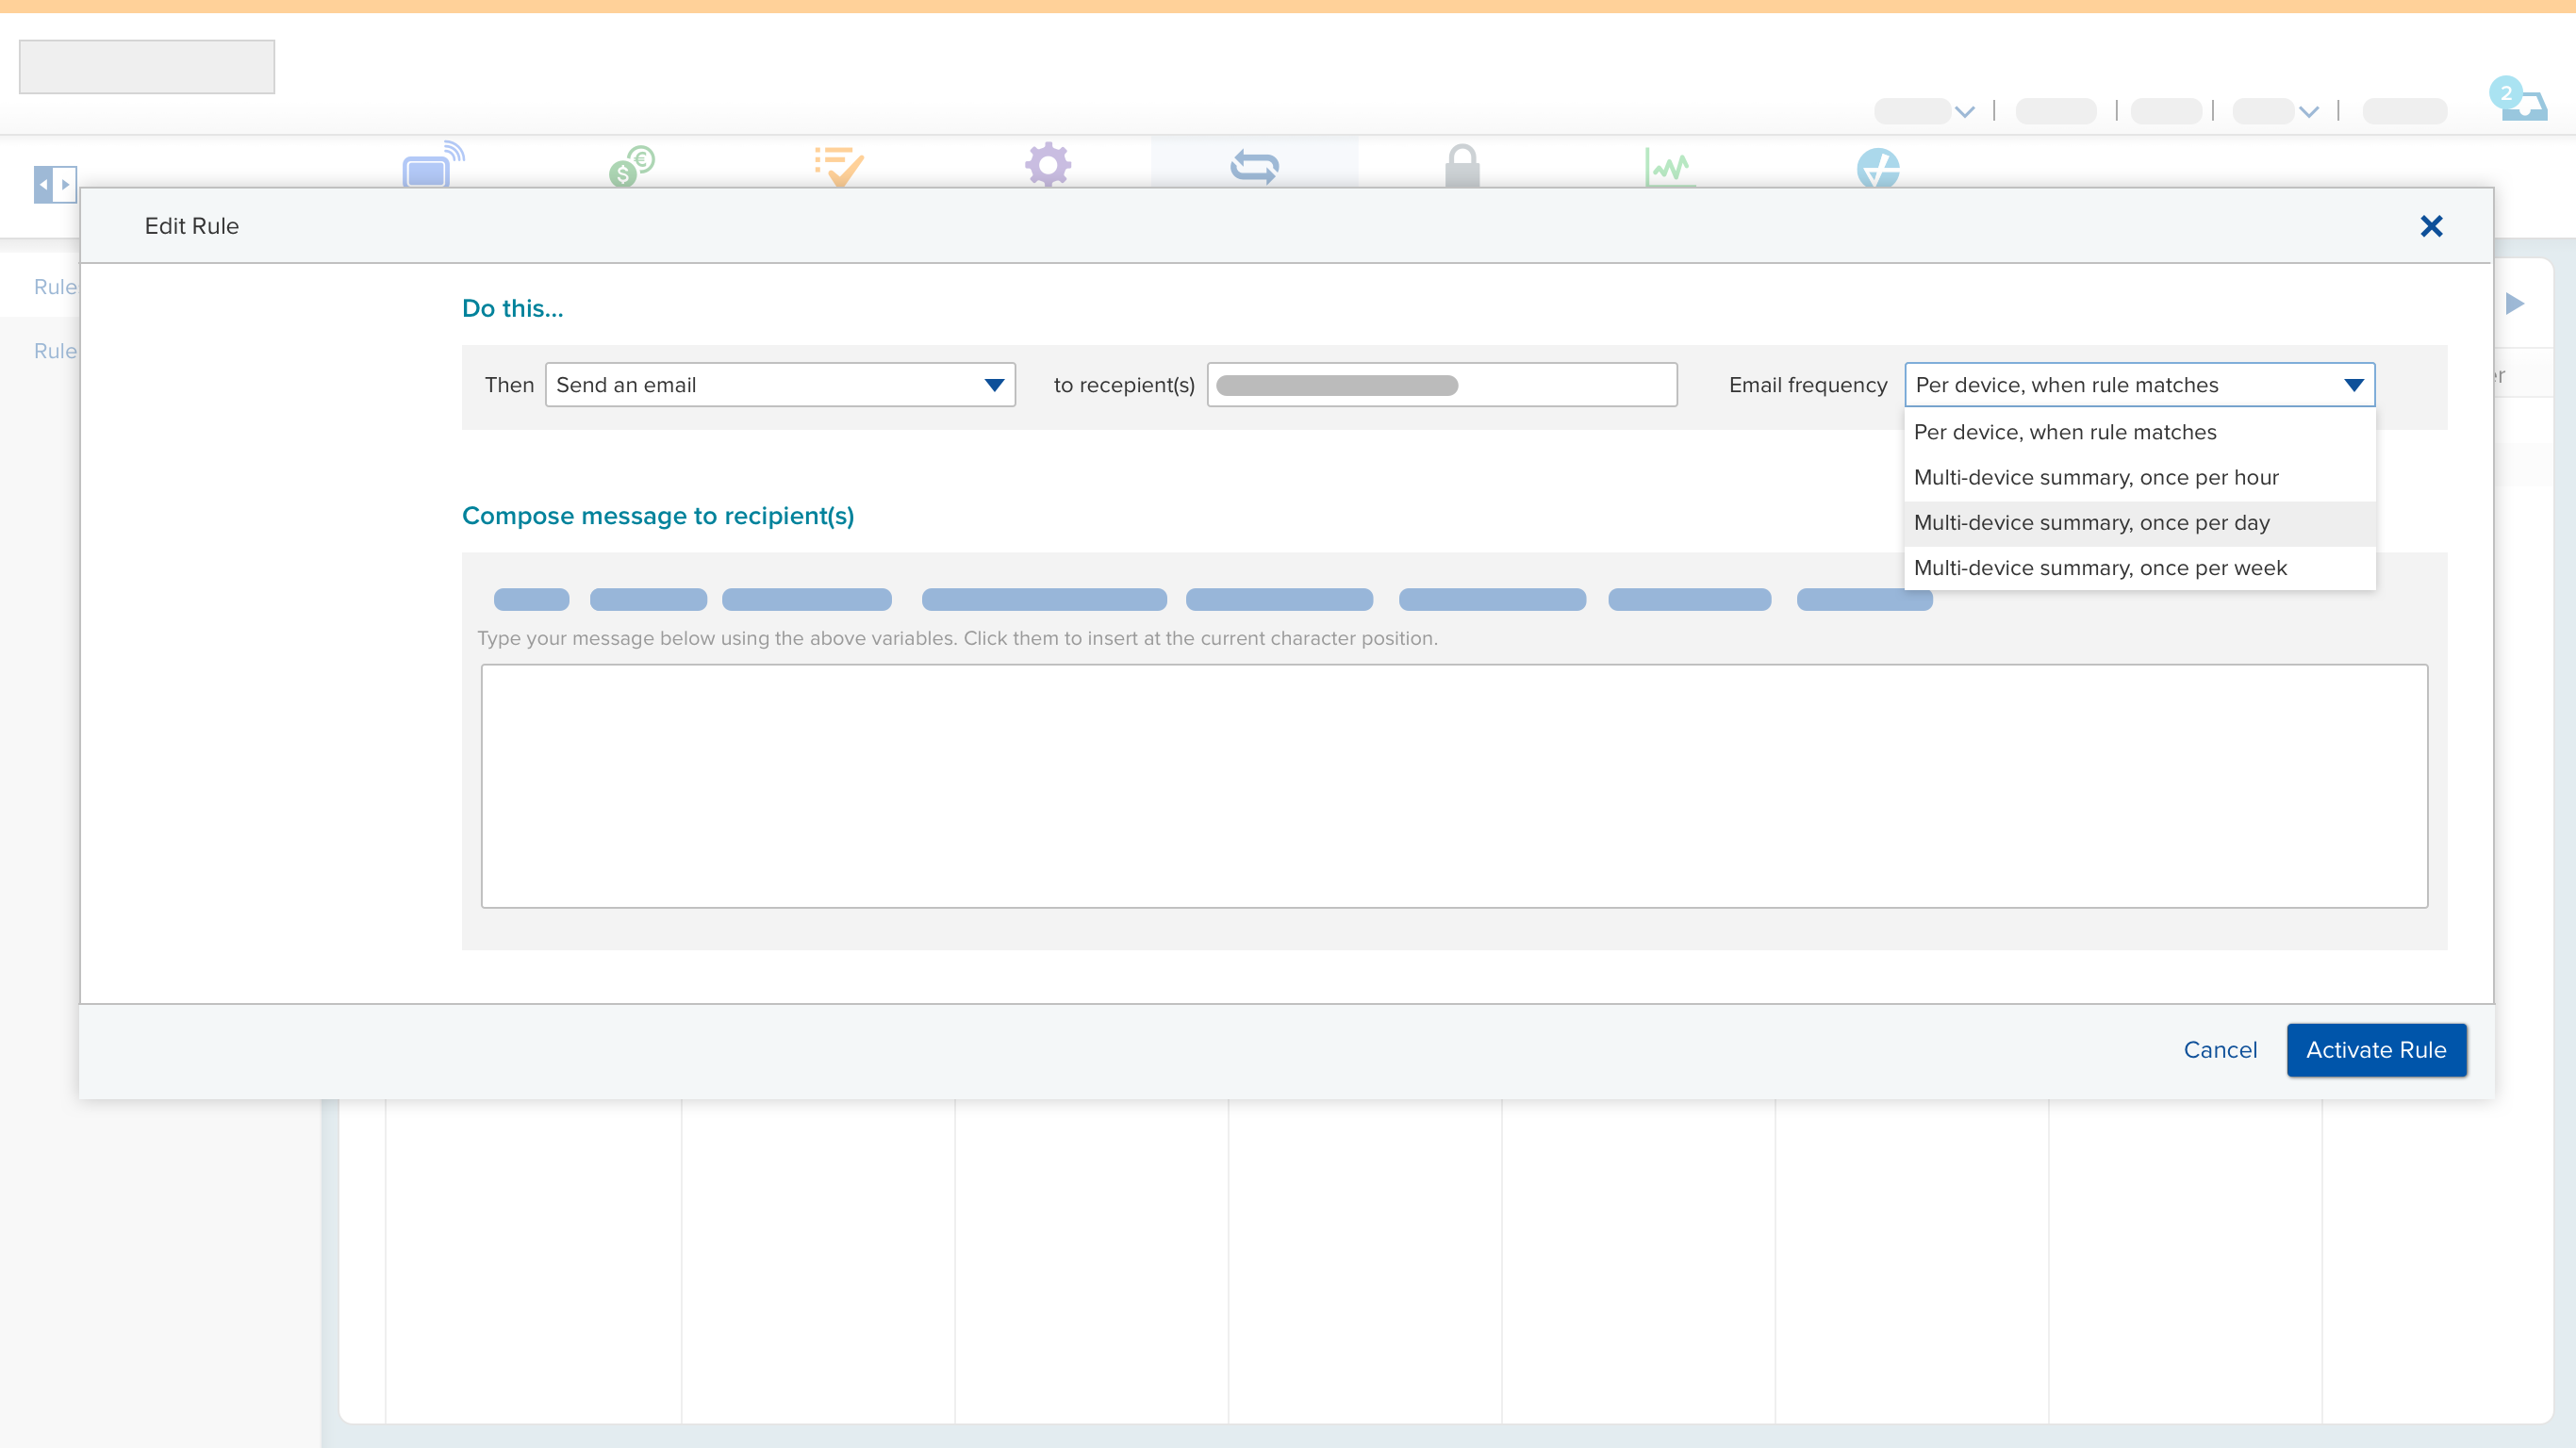 2
Edit Rule
Rule
Rule
Do this...
Then Send an email to recepient(s) Email frequency Per device, when rule matches
Per device, when rule matches
Multi-device summary, once per hour
Multi-device summary, once per day
Multi-device summary, once per week
Compose message to recipient(s)
Type your message below using the above variables. Click them to insert at the current character position.
Cancel Activate Rule